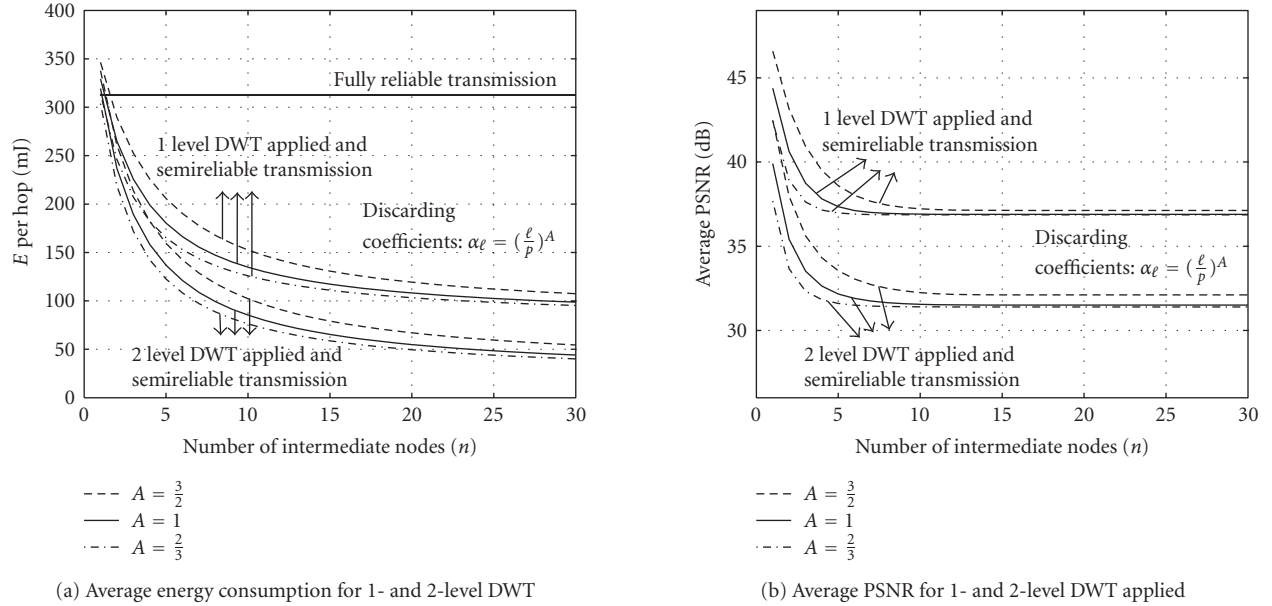 400
350
300
250
200
150
100
50
0
E per hop (mJ)
Fully reliable transmission
1 level DWT applied and
semireliable transmission
Discarding
coefficients: αℓ = (ℓ/p)^A
2 level DWT applied and
semireliable transmission
0 5 10 15 20 25 30
Number of intermediate nodes (n)
A = 3/2
A = 1
A = 2/3
(a) Average energy consumption for 1- and 2-level DWT
45
40
35
30
Average PSNR (dB)
1 level DWT applied and
semireliable transmission
Discarding
coefficients: αℓ = (ℓ/p)^A
2 level DWT applied and
semireliable transmission
0 5 10 15 20 25 30
Number of intermediate nodes (n)
A = 3/2
A = 1
A = 2/3
(b) Average PSNR for 1- and 2-level DWT applied